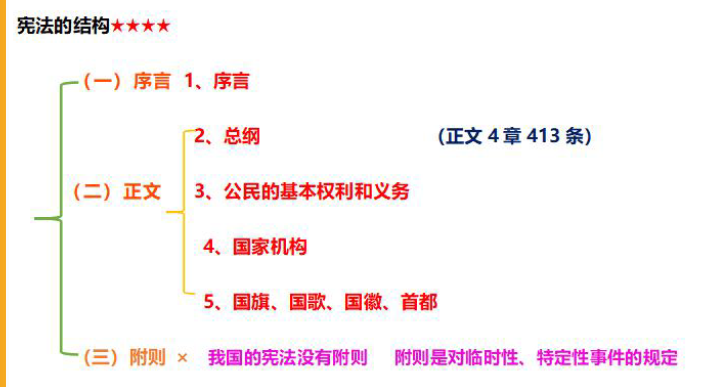 宪法的结构★★★★
（一）序言 1、序言
2、总纲 （正文 4 章 413 条）
（二）正文 3、公民的基本权利和义务
4、国家机构
5、国旗、国歌、国徽、首都
（三）附则 × 我国的宪法没有附则 附则是对临时性、特定性事件的规定